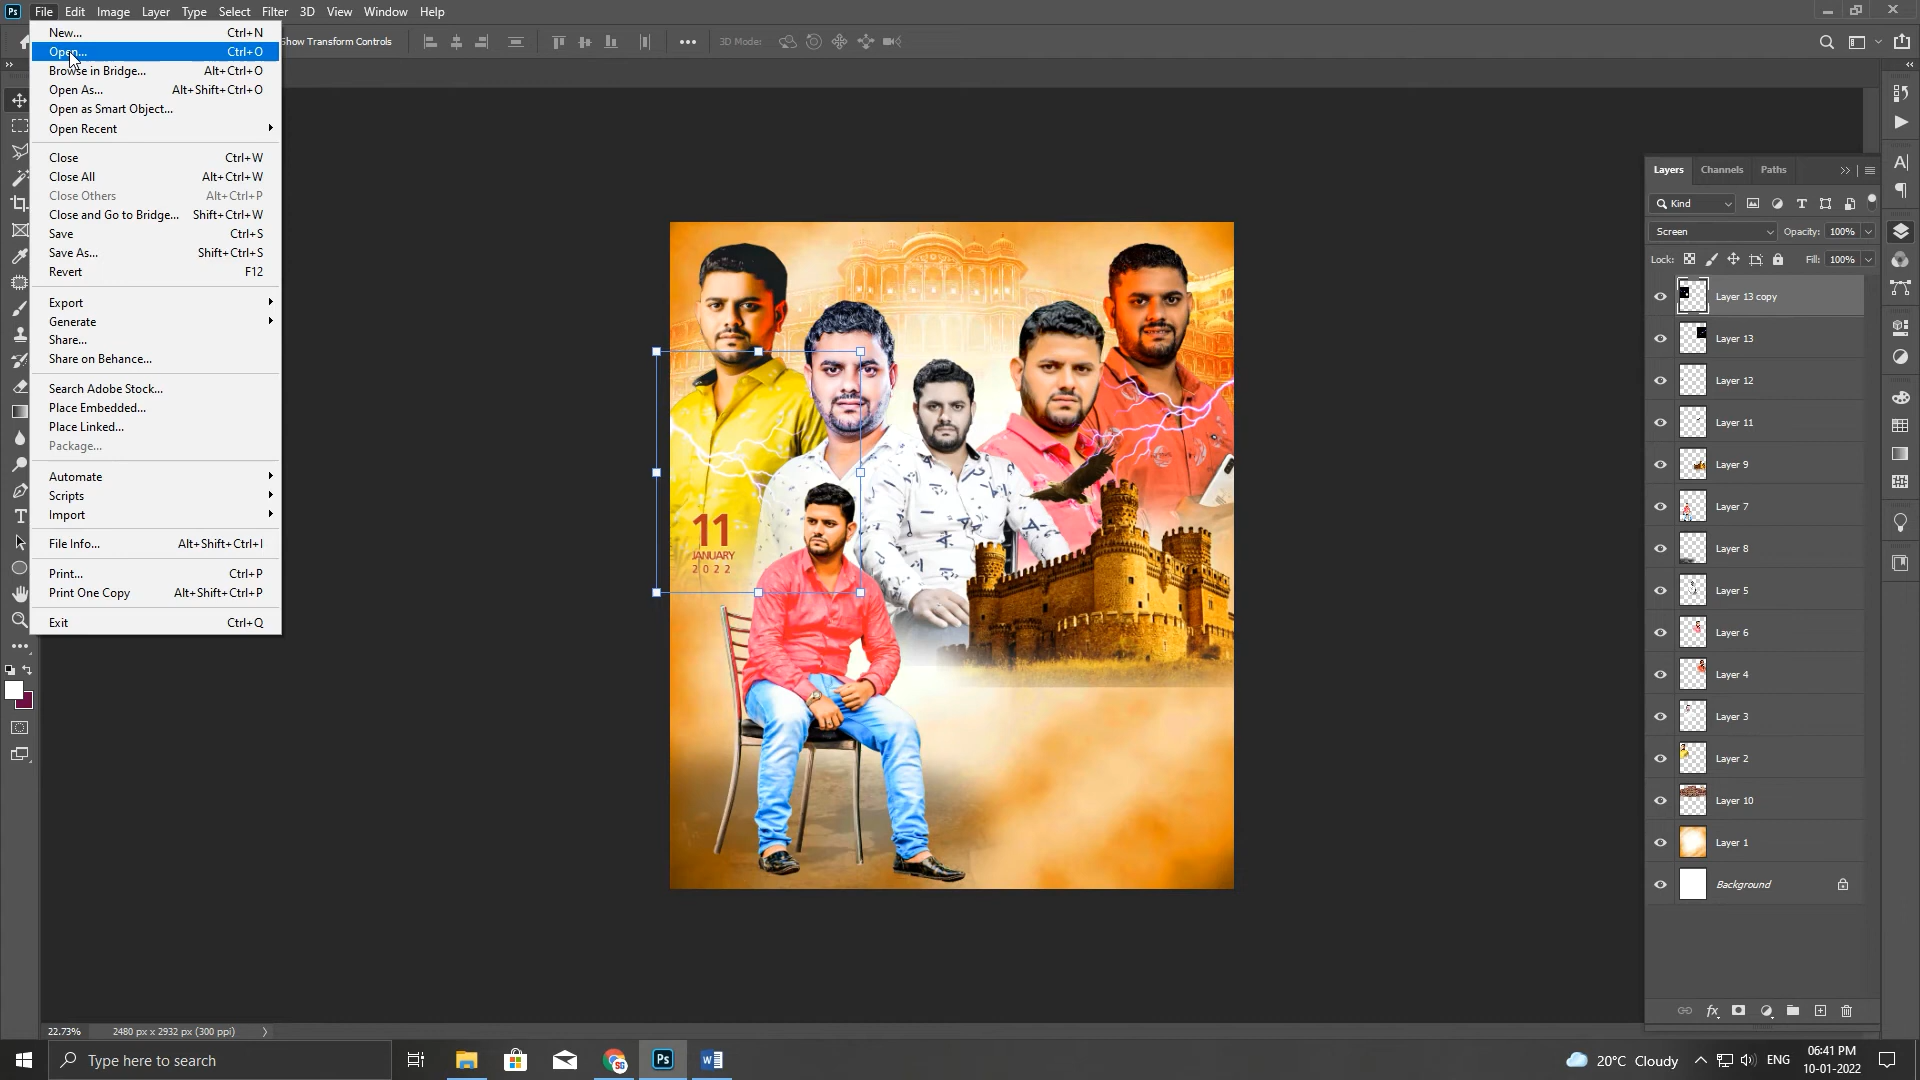 Ps File Edit Image Layer Type Select Filter 3D View Window Help
Show Transform Controls 3D Mode:
New... Ctrl+N
Open... Ctrl+O
Browse in Bridge... Alt+Ctrl+O
Open As... Alt+Shift+Ctrl+O
Open as Smart Object...
Open Recent
Close Ctrl+W
Close All Alt+Ctrl+W
Close Others Alt+Ctrl+P
Close and Go to Bridge... Shift+Ctrl+W
Save Ctrl+S
Save As... Shift+Ctrl+S
Revert F12
Export
Generate
Share...
Share on Behance...
Search Adobe Stock...
Place Embedded...
Place Linked...
Package...
Automate
Scripts
Import
File Info... Alt+Shift+Ctrl+I
Print... Ctrl+P
Print One Copy Alt+Shift+Ctrl+P
Exit Ctrl+Q
11
JANUARY
2022
Layers Channels Paths
Kind
Screen Opacity: 100%
Lock: Fill: 100%
Layer 13 copy
Layer 13
Layer 12
Layer 11
Layer 9
Layer 7
Layer 8
Layer 5
Layer 6
Layer 4
Layer 3
Layer 2
Layer 10
Layer 1
Background
22.73% 2480 px x 2932 px (300 ppi)
Type here to search
20°C Cloudy ENG
06:41 PM
10-01-2022